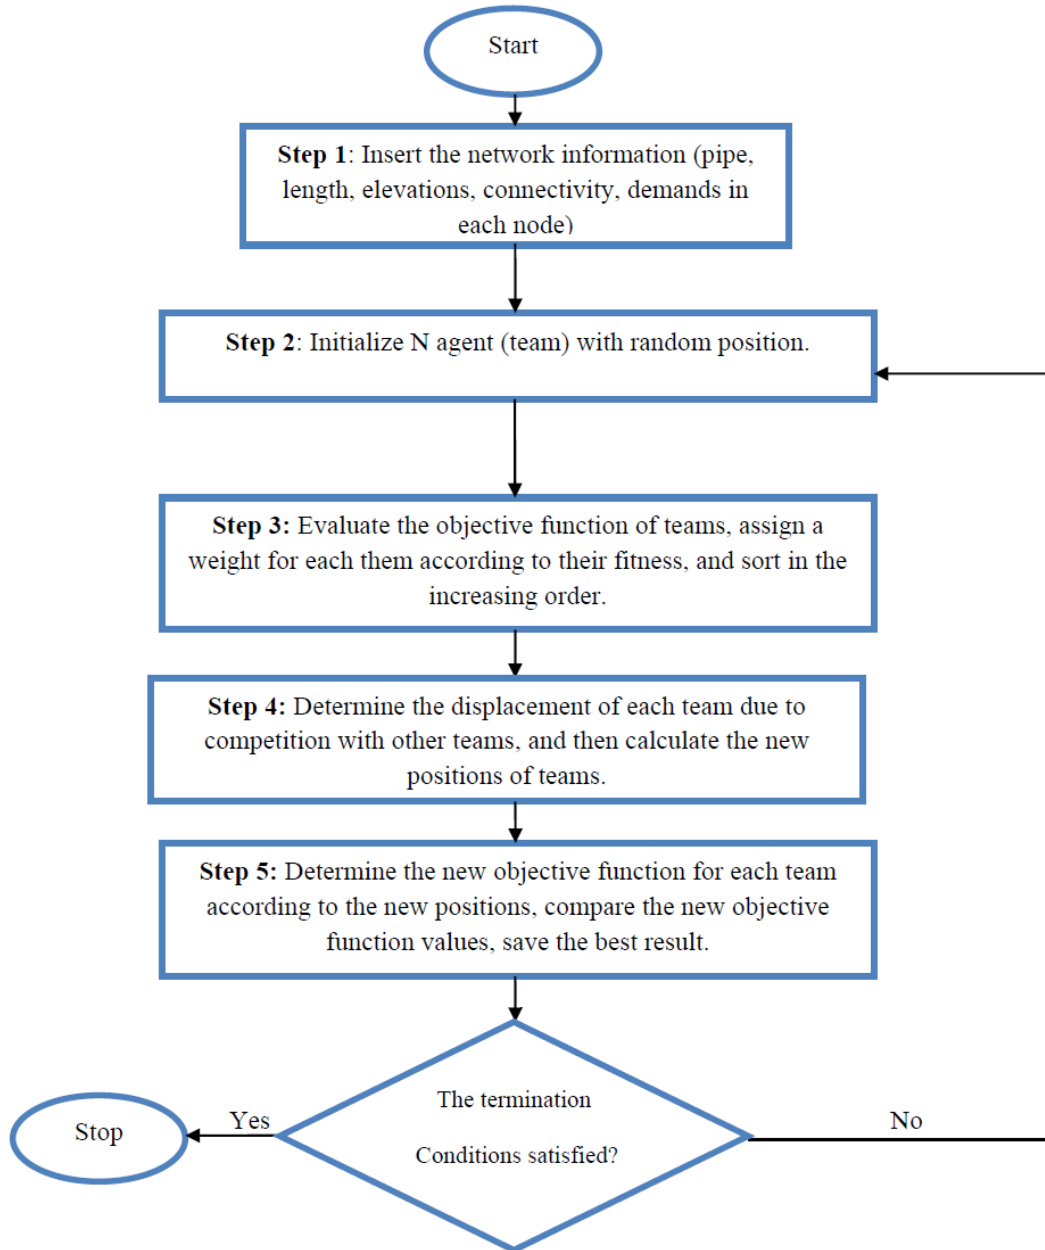 Start
Step 1: Insert the network information (pipe,
length, elevations, connectivity, demands in
each node)
Step 2: Initialize N agent (team) with random position.
Step 3: Evaluate the objective function of teams, assign a
weight for each them according to their fitness, and sort in the
increasing order.
Step 4: Determine the displacement of each team due to
competition with other teams, and then calculate the new
positions of teams.
Step 5: Determine the new objective function for each team
according to the new positions, compare the new objective
function values, save the best result.
The termination
Conditions satisfied?
Yes
No
Stop